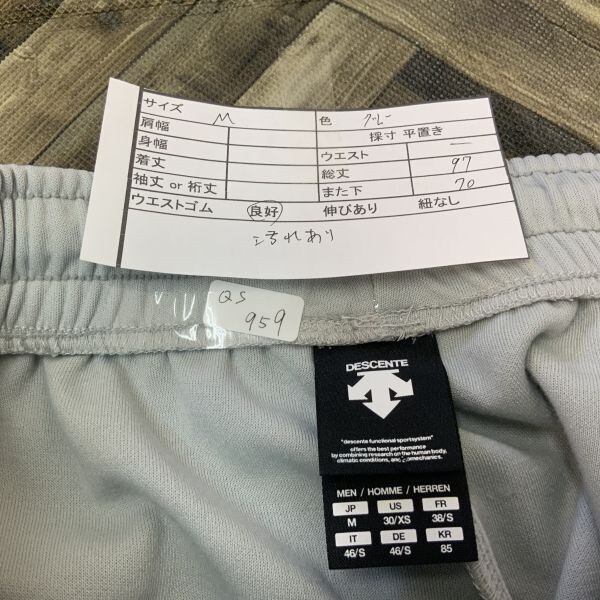 サイズ M 色 グレー
肩幅 採寸 平置き
身幅 ウエスト ー
着丈 総丈 97
袖丈 or 裄丈 また下 70
ウエストゴム 良好 伸びあり 紐なし
汚れあり
QS
959
DESCENTE
"descente functional sportsystem"
offers the best performance
by combining research on the human body,
climatic conditions, and biomechanics.
MEN / HOMME / HERREN
JP US FR
M 30/XS 38/S
IT DE KR
46/S 46/S 85